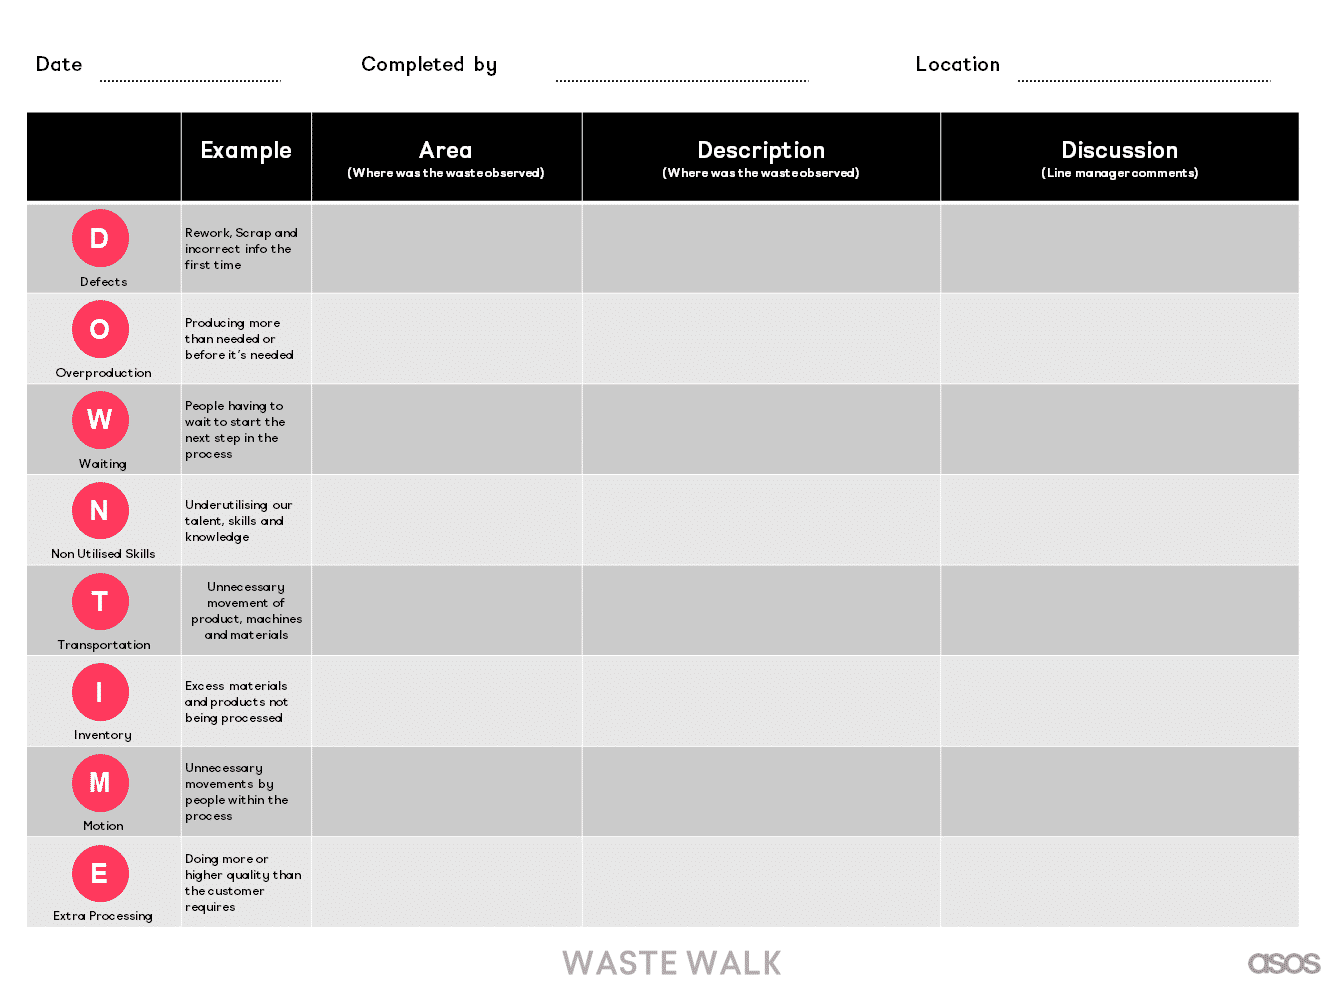 Date
Completed by
Location
Example
Area
Description
Discussion
(Where was the waste observed)
(Where was the waste observed)
(Line manager comments)
D
Defects
Rework, Scrap and
incorrect info the
first time
O
Overproduction
Producing more
than needed or
before it's needed
W
Waiting
People having to
wait to start the
next step in the
process
N
Non Utilised Skills
Underutilising our
talent, skills and
knowledge
T
Transportation
Unnecessary
movement of
product, machines
and materials
I
Inventory
Excess materials
and products not
being processed
M
Motion
Unnecessary
movements by
people within the
process
E
Extra Processing
Doing more or
higher quality than
the customer
requires
WASTE WALK
asos